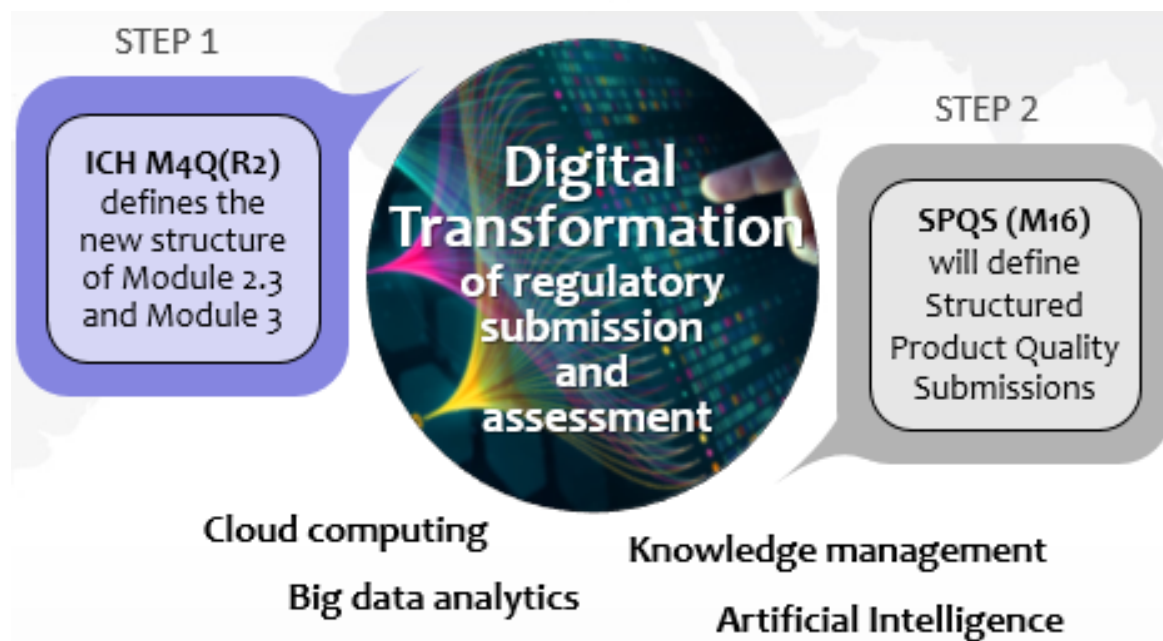 STEP 1
ICH M4Q(R2)
defines the
new structure
of Module 2.3
and Module 3
Digital
Transformation
of regulatory
submission
and
assessment
STEP 2
SPQS (M16)
will define
Structured
Product Quality
Submissions
Cloud computing
Big data analytics
Knowledge management
Artificial Intelligence